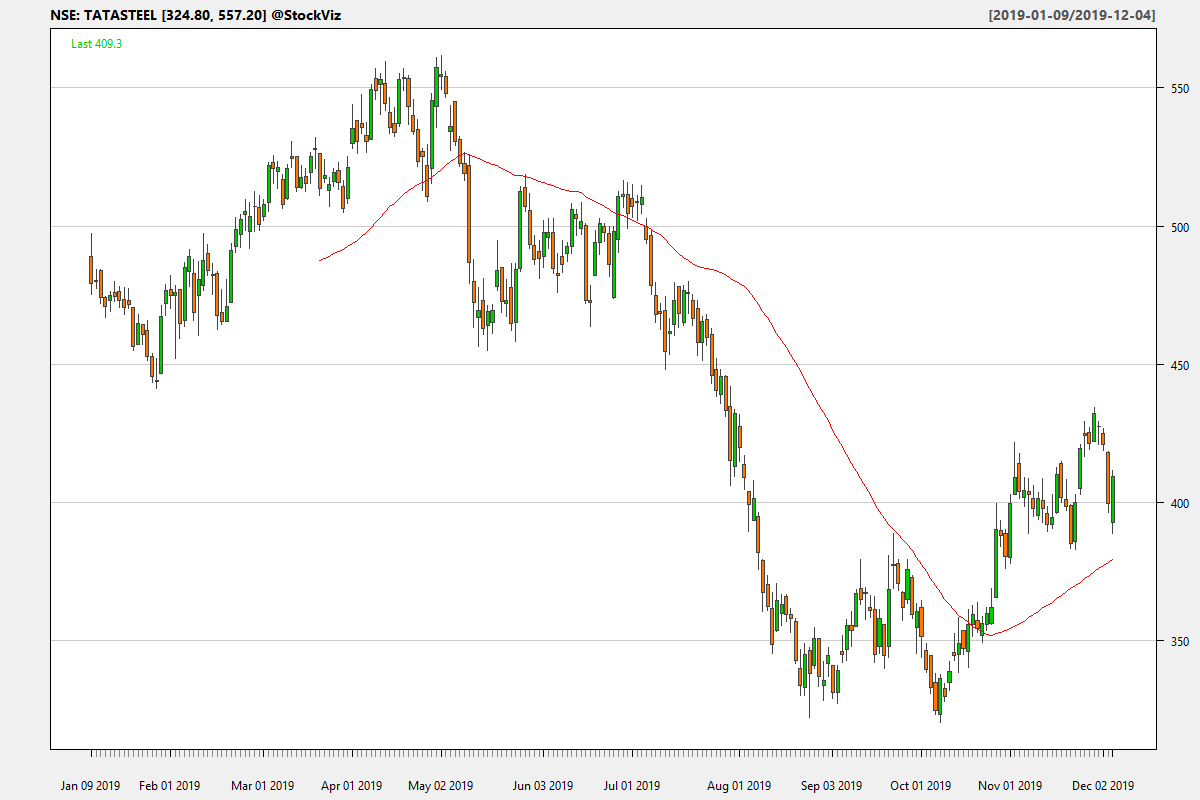 NSE: TATASTEEL [324.80, 557.20] @StockViz
[2019-01-09/2019-12-04]
Last 409.3
550
500
450
400
350
Jan 09 2019 Feb 01 2019 Mar 01 2019 Apr 01 2019 May 02 2019 Jun 03 2019 Jul 01 2019 Aug 01 2019 Sep 03 2019 Oct 01 2019 Nov 01 2019 Dec 02 2019